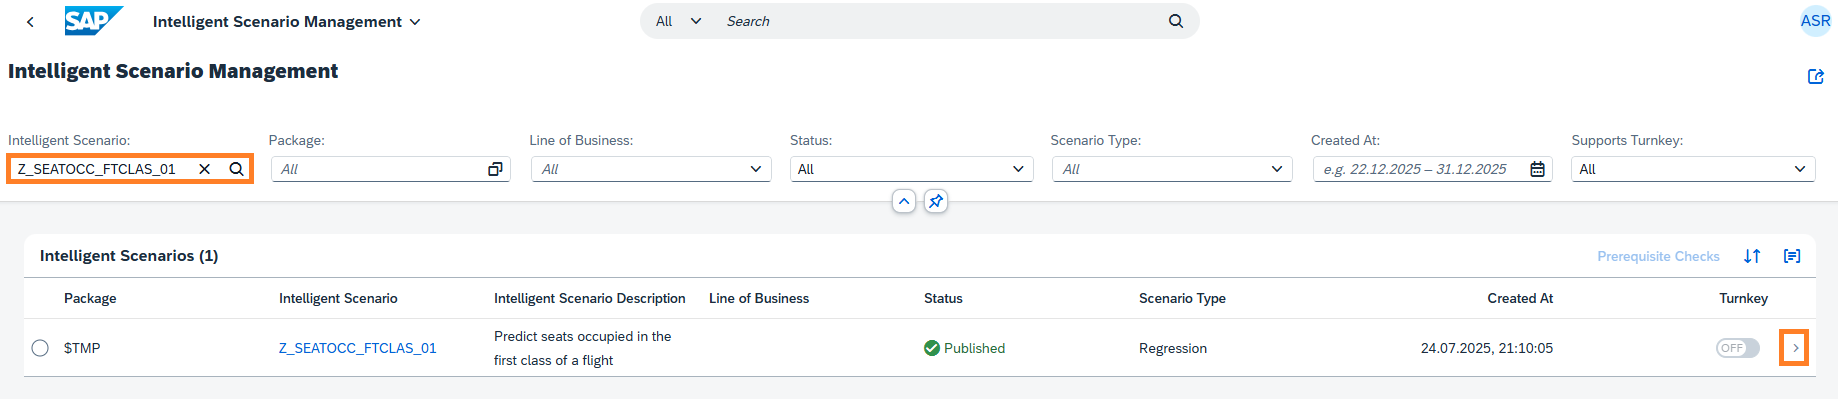 SAP Intelligent Scenario Management All Search ASR
Intelligent Scenario Management
Intelligent Scenario: Package: Line of Business: Status: Scenario Type: Created At: Supports Turnkey:
Z_SEATOCC_FTCLAS_01 All All All All e.g. 22.12.2025 – 31.12.2025 All
Intelligent Scenarios (1) Prerequisite Checks
Package Intelligent Scenario Intelligent Scenario Description Line of Business Status Scenario Type Created At Turnkey
$TMP Z_SEATOCC_FTCLAS_01 Predict seats occupied in the
first class of a flight Published Regression 24.07.2025, 21:10:05 OFF